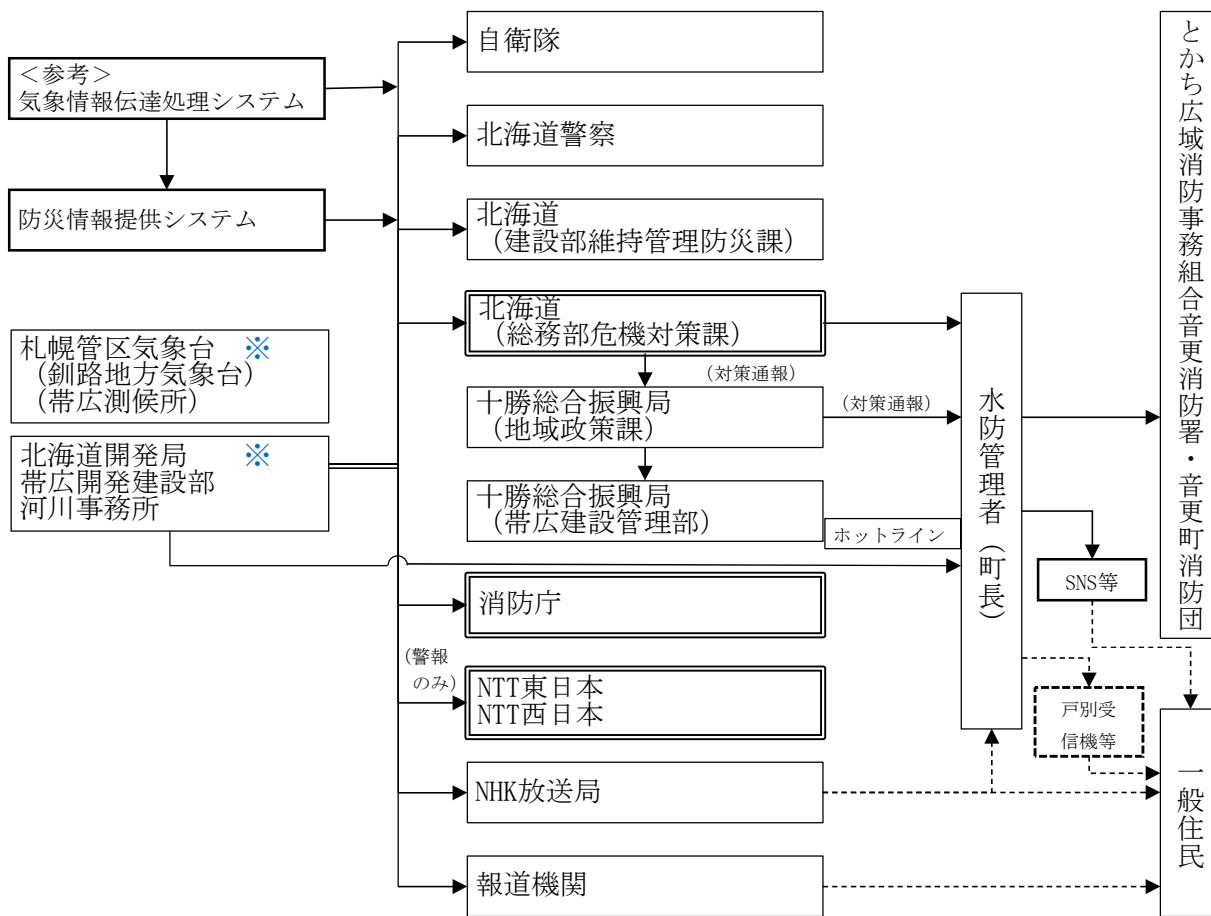 ＜参考＞
気象情報伝達処理システム
防災情報提供システム
札幌管区気象台　※
（釧路地方気象台）
（帯広測候所）
北海道開発局　※
帯広開発建設部
河川事務所
自衛隊
北海道警察
北海道
（建設部維持管理防災課）
北海道
（総務部危機対策課）
（対策通報）
十勝総合振興局
（地域政策課）
（対策通報）
十勝総合振興局
（帯広建設管理部）
ホットライン
消防庁
（警報
のみ）
NTT東日本
NTT西日本
NHK放送局
報道機関
水防管理者（町長）
SNS等
戸別受
信機等
とかち広域消防事務組合音更消防署・音更町消防団
一般住民